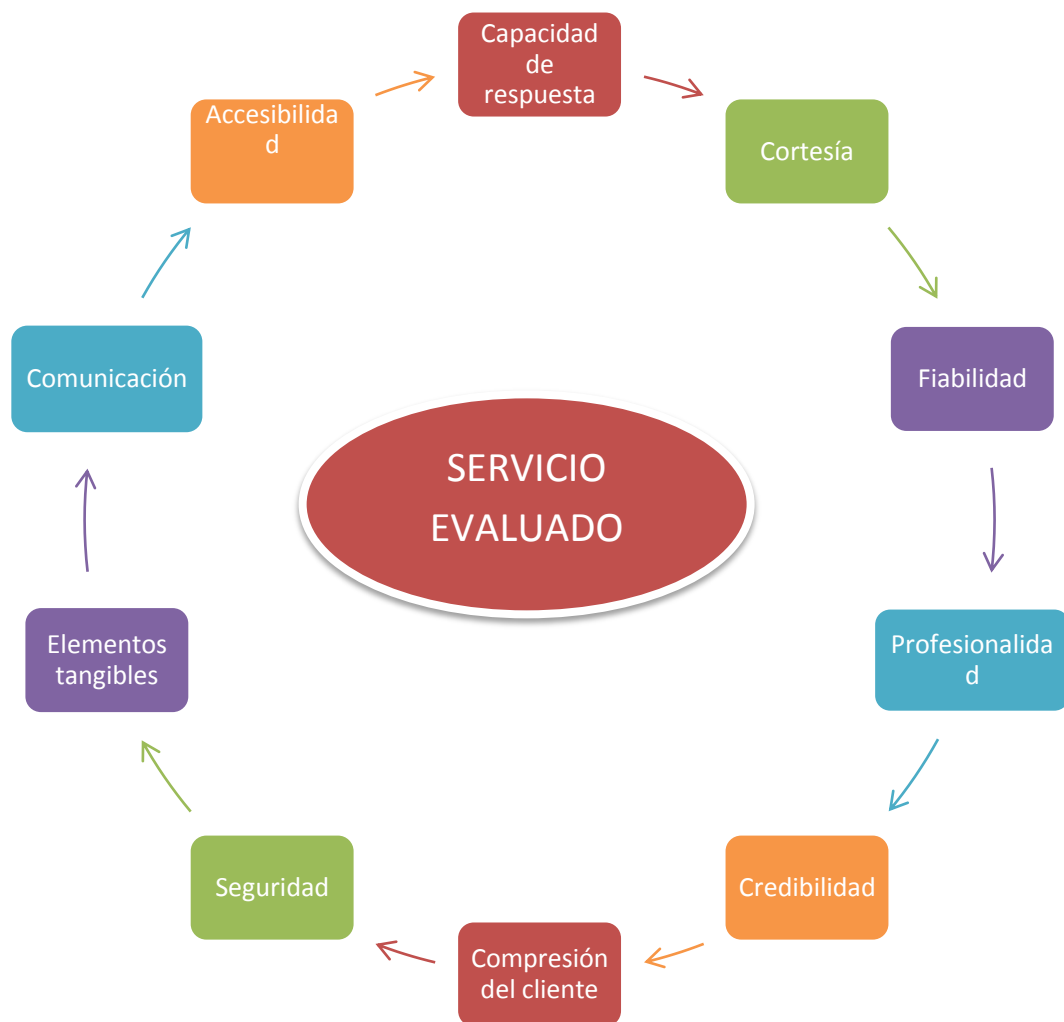 Capacidad
de
respuesta
Cortesía
Fiabilidad
Profesionalida
d
Credibilidad
Compresión
del cliente
Seguridad
Elementos
tangibles
Comunicación
Accesibilida
d
SERVICIO
EVALUADO